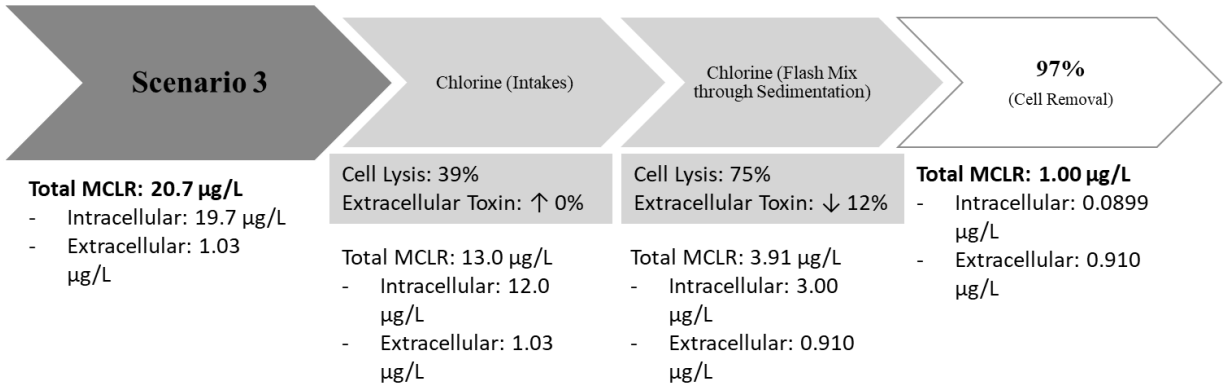 Scenario 3
Chlorine (Intakes)
Chlorine (Flash Mix
through Sedimentation)
97%
(Cell Removal)
Total MCLR: 20.7 µg/L
- Intracellular: 19.7 µg/L
- Extracellular: 1.03
µg/L
Cell Lysis: 39%
Extracellular Toxin: ↑ 0%
Total MCLR: 13.0 µg/L
- Intracellular: 12.0
µg/L
- Extracellular: 1.03
µg/L
Cell Lysis: 75%
Extracellular Toxin: ↓ 12%
Total MCLR: 3.91 µg/L
- Intracellular: 3.00
µg/L
- Extracellular: 0.910
µg/L
Total MCLR: 1.00 µg/L
- Intracellular: 0.0899
µg/L
- Extracellular: 0.910
µg/L